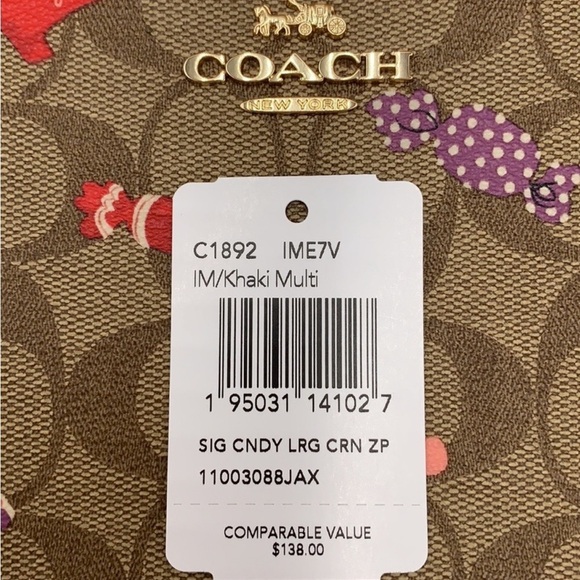 COACH
NEW YORK
C1892 IME7V
IM/Khaki Multi
1 95031 14102 7
SIG CNDY LRG CRN ZP
11003088JAX
COMPARABLE VALUE
$138.00